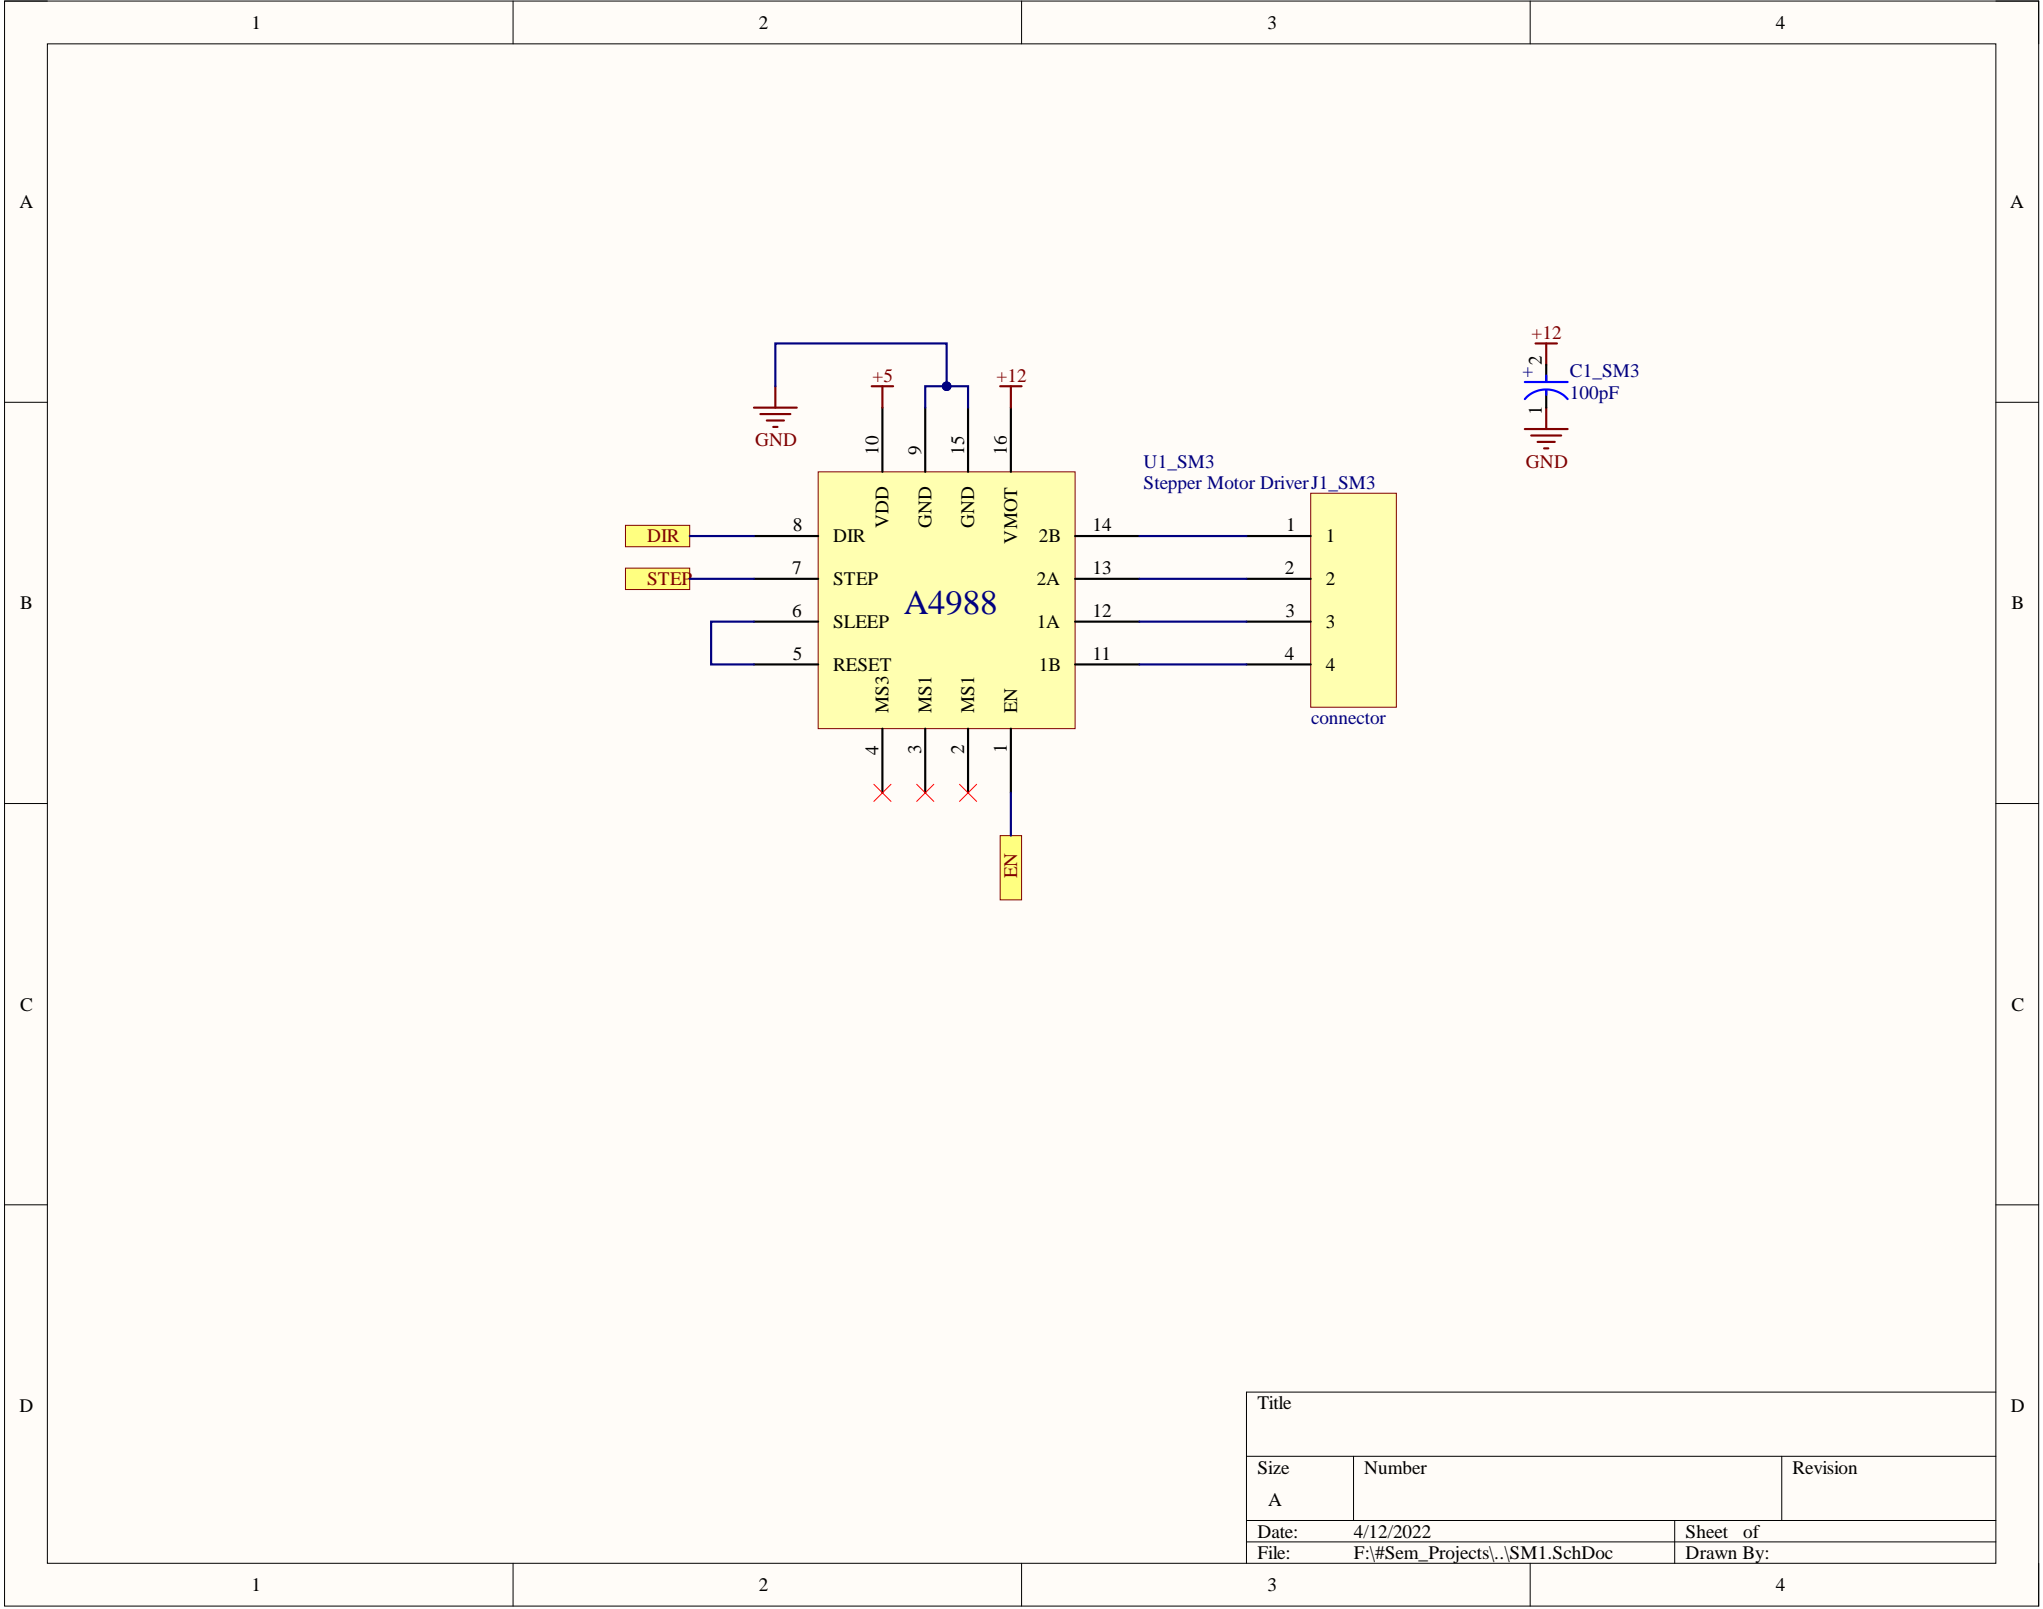 1 2 3 4
A A
+12
2
+
C1_SM3
100pF
1
GND
+5 +12
GND
10 9 15 16
U1_SM3
Stepper Motor Driver J1_SM3
VDD GND GND VMOT
DIR 8 DIR 2B 14 1 1
STEP 7 STEP 2A 13 2 2
A4988
B B
6 SLEEP 1A 12 3 3
5 RESET 1B 11 4 4
MS3 MS1 MS1 EN
connector
4 3 2 1
EN
C C
D D
Title
Size Number Revision
A
Date: 4/12/2022 Sheet of
File: F:\#Sem_Projects\..\SM1.SchDoc Drawn By:
1 2 3 4